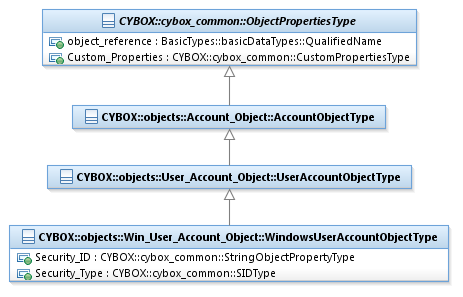 CYBOX::cybox_common::ObjectPropertiesType
object_reference : BasicTypes::basicDataTypes::QualifiedName
Custom_Properties : CYBOX::cybox_common::CustomPropertiesType
CYBOX::objects::Account_Object::AccountObjectType
CYBOX::objects::User_Account_Object::UserAccountObjectType
CYBOX::objects::Win_User_Account_Object::WindowsUserAccountObjectType
Security_ID : CYBOX::cybox_common::StringObjectPropertyType
Security_Type : CYBOX::cybox_common::SIDType